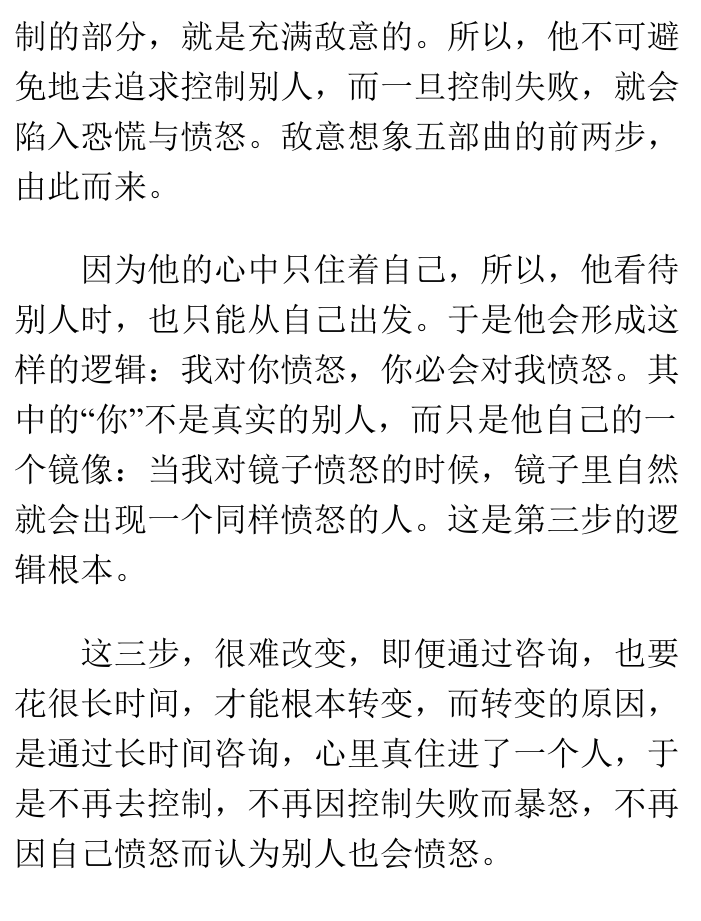 制的部分，就是充满敌意的。所以，他不可避
免地去追求控制别人，而一旦控制失败，就会
陷入恐慌与愤怒。敌意想象五部曲的前两步，
由此而来。
因为他的心中只住着自己，所以，他看待
别人时，也只能从自己出发。于是他会形成这
样的逻辑：我对你愤怒，你必会对我愤怒。其
中的“你”不是真实的别人，而只是他自己的一
个镜像：当我对镜子愤怒的时候，镜子里自然
就会出现一个同样愤怒的人。这是第三步的逻
辑根本。
这三步，很难改变，即便通过咨询，也要
花很长时间，才能根本转变，而转变的原因，
是通过长时间咨询，心里真住进了一个人，于
是不再去控制，不再因控制失败而暴怒，不再
因自己愤怒而认为别人也会愤怒。